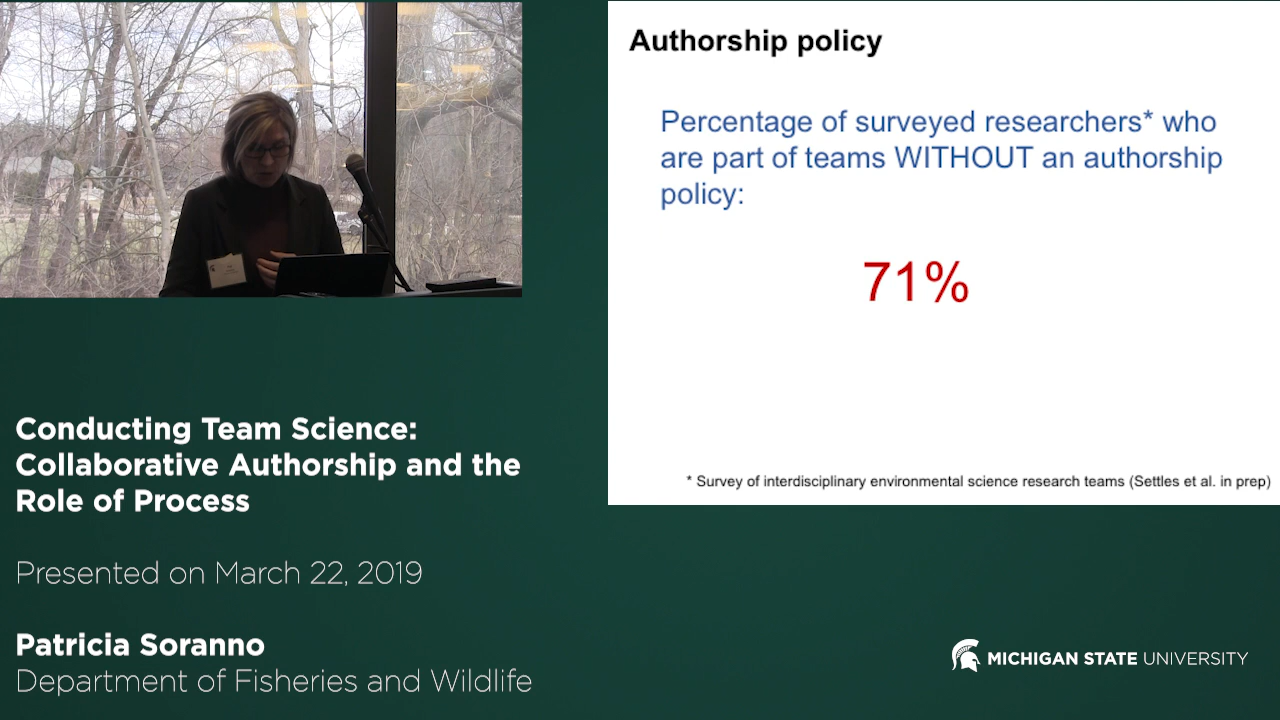 Authorship policy
Percentage of surveyed researchers* who
are part of teams WITHOUT an authorship
policy:
71%
* Survey of interdisciplinary environmental science research teams (Settles et al. in prep)
Conducting Team Science:
Collaborative Authorship and the
Role of Process
Presented on March 22, 2019
Patricia Soranno
Department of Fisheries and Wildlife
MICHIGAN STATE UNIVERSITY